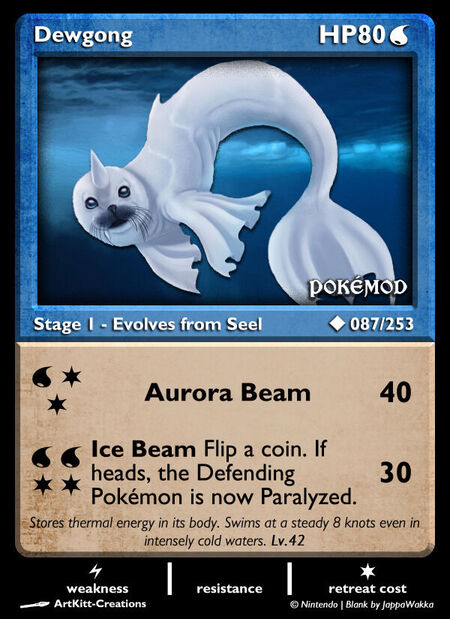 Dewgong HP80
POKÉMOD
Stage 1 - Evolves from Seel 087/253
Aurora Beam 40
Ice Beam Flip a coin. If
heads, the Defending 30
Pokémon is now Paralyzed.
Stores thermal energy in its body. Swims at a steady 8 knots even in
intensely cold waters. Lv.42
weakness resistance retreat cost
ArtKitt-Creations © Nintendo | Blank by JappaWakka